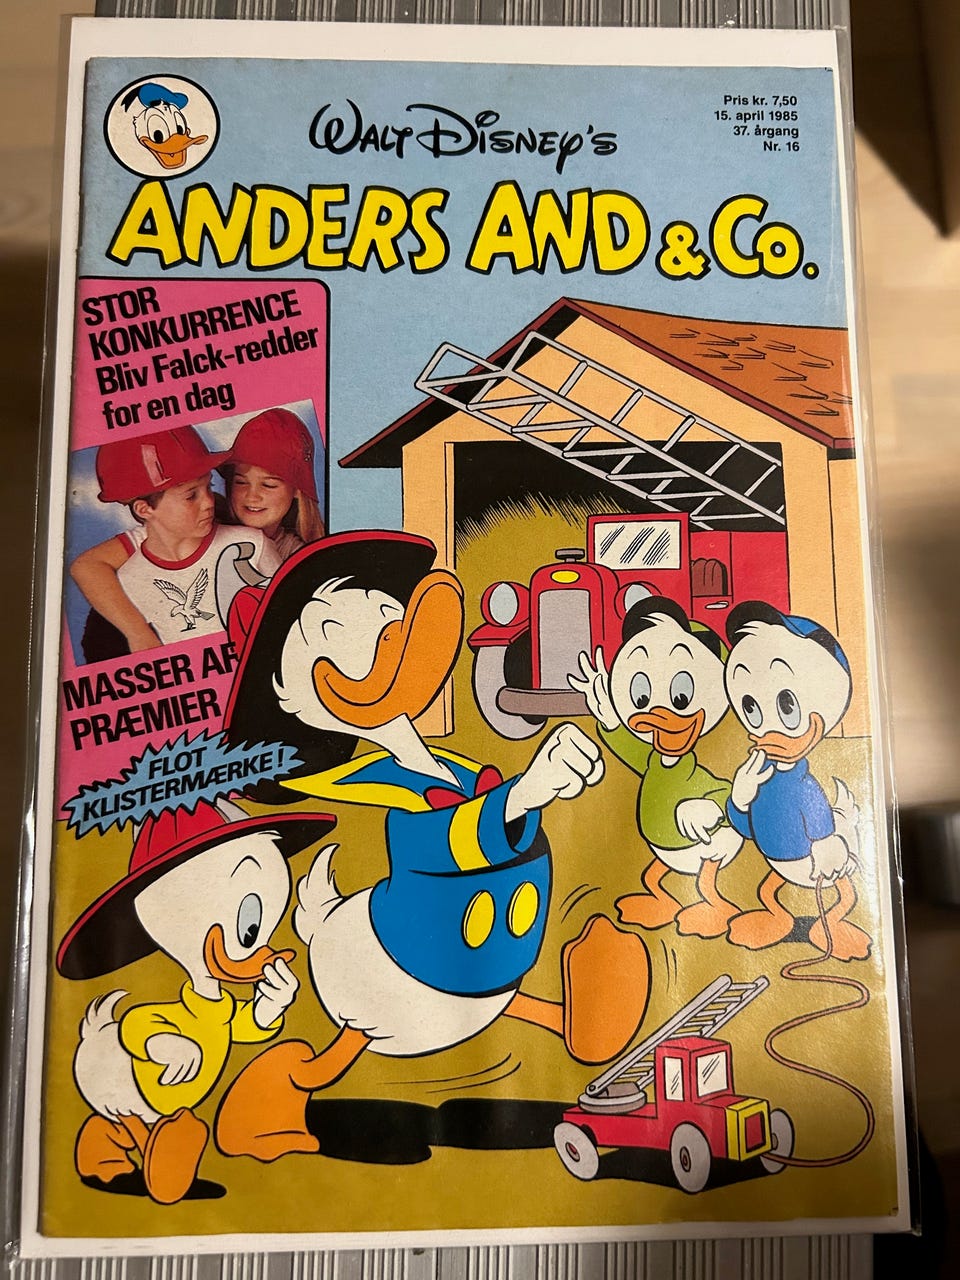 WALT DISNEY'S
Pris kr. 7,50
15. april 1985
37. årgang
Nr. 16
ANDERS AND & CO.
STOR
KONKURRENCE
Bliv Falck-redder
for en dag
MASSER AF
PRÆMIER
FLOT
KLISTERMÆRKE!